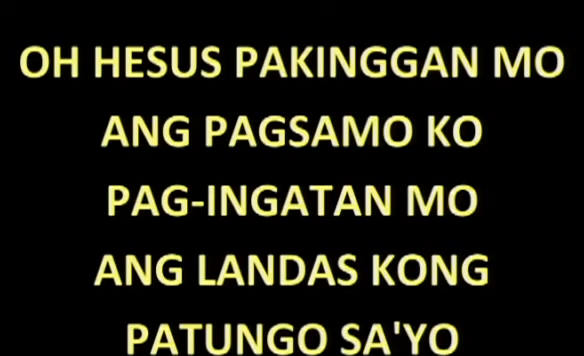 OH HESUS PAKINGGAN MO
ANG PAGSAMO KO
PAG-INGATAN MO
ANG LANDAS KONG
PATUNGO SA'YO